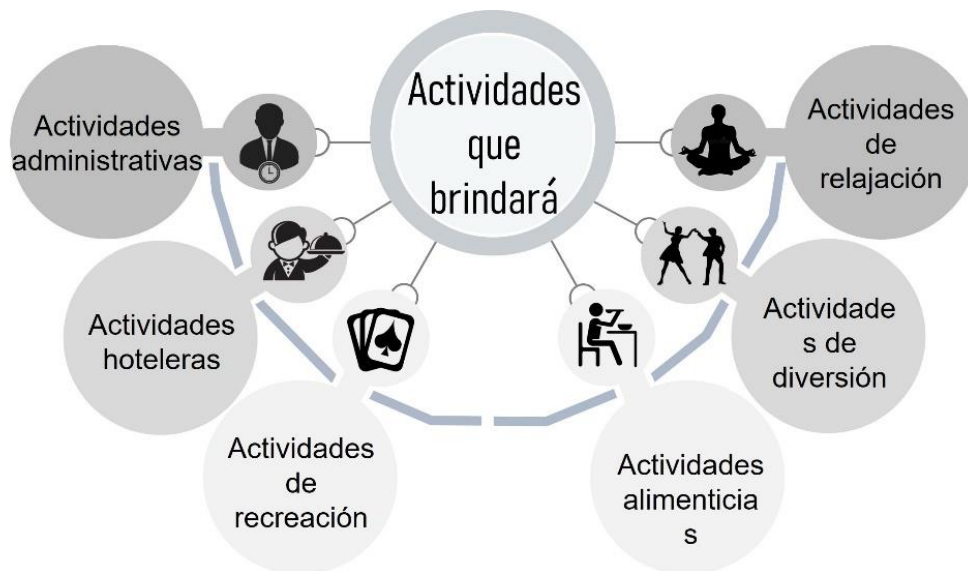 Actividades
que
brindará
Actividades
administrativas
Actividades
hoteleras
Actividades
de
recreación
Actividades
alimenticia
s
Actividade
s de
diversión
Actividades
de
relajación